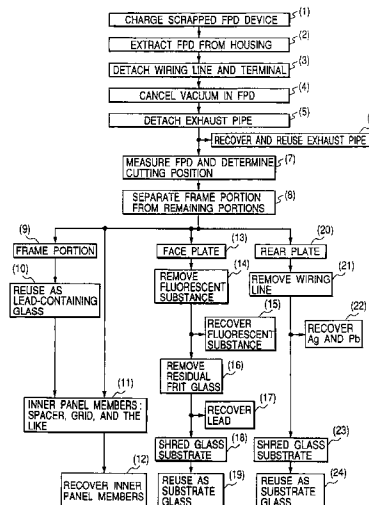 CHARGE SCRAPPED FPD DEVICE
(1)
EXTRACT FPD FROM HOUSING
(2)
DETACH WIRING LINE AND TERMINAL
(3)
CANCEL VACUUM IN FPD
(4)
DETACH EXHAUST PIPE
(5)
RECOVER AND REUSE EXHAUST PIPE
MEASURE FPD AND DETERMINE
CUTTING POSITION
(7)
SEPARATE FRAME PORTION
FROM REMAINING PORTIONS
(8)
(9)
FRAME PORTION
(10)
REUSE AS
LEAD-CONTAINING
GLASS
(11)
INNER PANEL MEMBERS:
SPACER, GRID, AND THE
LIKE
(12)
RECOVER INNER
PANEL MEMBERS
(13)
FACE PLATE
(14)
REMOVE
FLUORESCENT
SUBSTANCE
(15)
RECOVER
FLUORESCENT
SUBSTANCE
(16)
REMOVE
RESIDUAL
FRIT GLASS
(17)
RECOVER
LEAD
SHRED GLASS
SUBSTRATE
(18)
REUSE AS
SUBSTRATE
GLASS
(19)
(20)
REAR PLATE
(21)
REMOVE WIRING
LINE
(22)
RECOVER
Ag AND Pb
(23)
SHRED GLASS
SUBSTRATE
REUSE AS
SUBSTRATE
GLASS
(24)